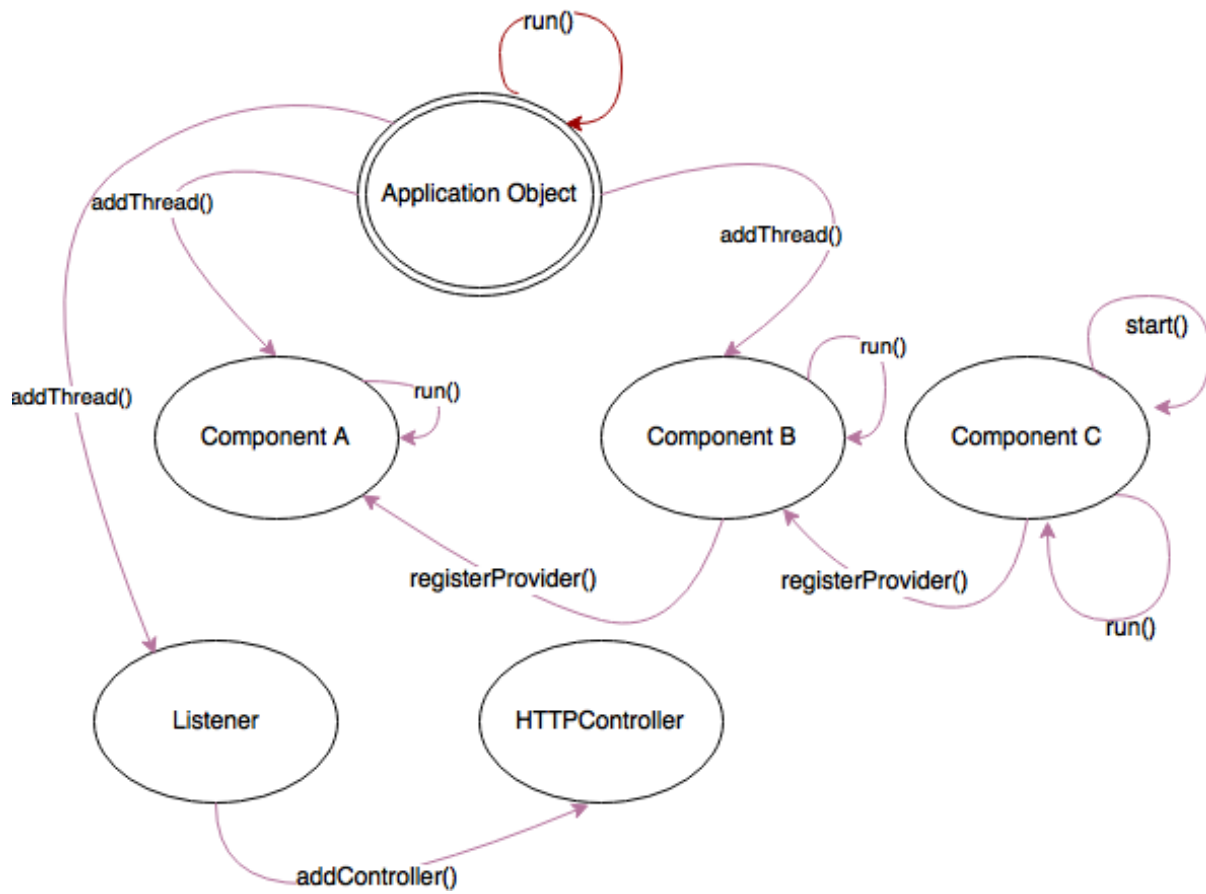 run()
Application Object
addThread()
addThread()
start()
run()
run()
addThread()
Component A
Component B
Component C
registerProvider()
registerProvider()
run()
Listener
HTTPController
addController()